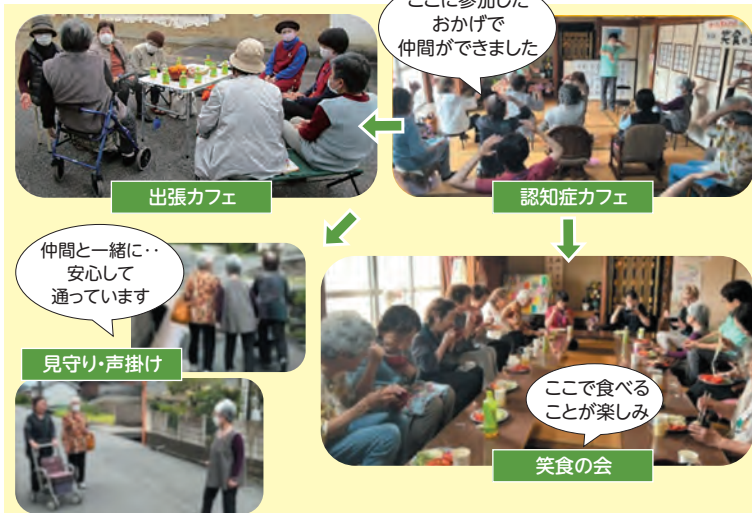 ここに参加した
おかげで
仲間ができました
出張カフェ
認知症カフェ
仲間と一緒に‥
安心して
通っています
見守り・声掛け
ここで食べる
ことが楽しみ
笑食の会